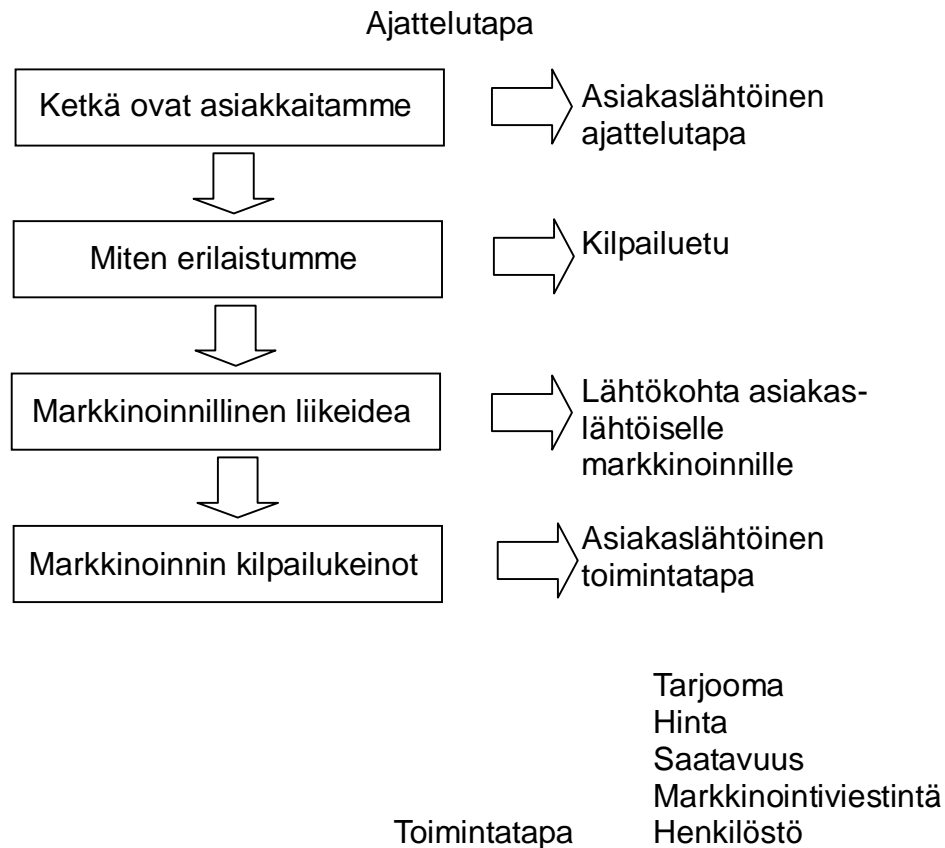 Ajattelutapa
Ketkä ovat asiakkaitamme
Asiakaslähtöinen
ajattelutapa
Miten erilaistumme
Kilpailuetu
Markkinoinnillinen liikeidea
Lähtökohta asiakas-
lähtöiselle
markkinoinnille
Markkinoinnin kilpailukeinot
Asiakaslähtöinen
toimintatapa
Tarjooma
Hinta
Saatavuus
Markkinointiviestintä
Toimintatapa Henkilöstö